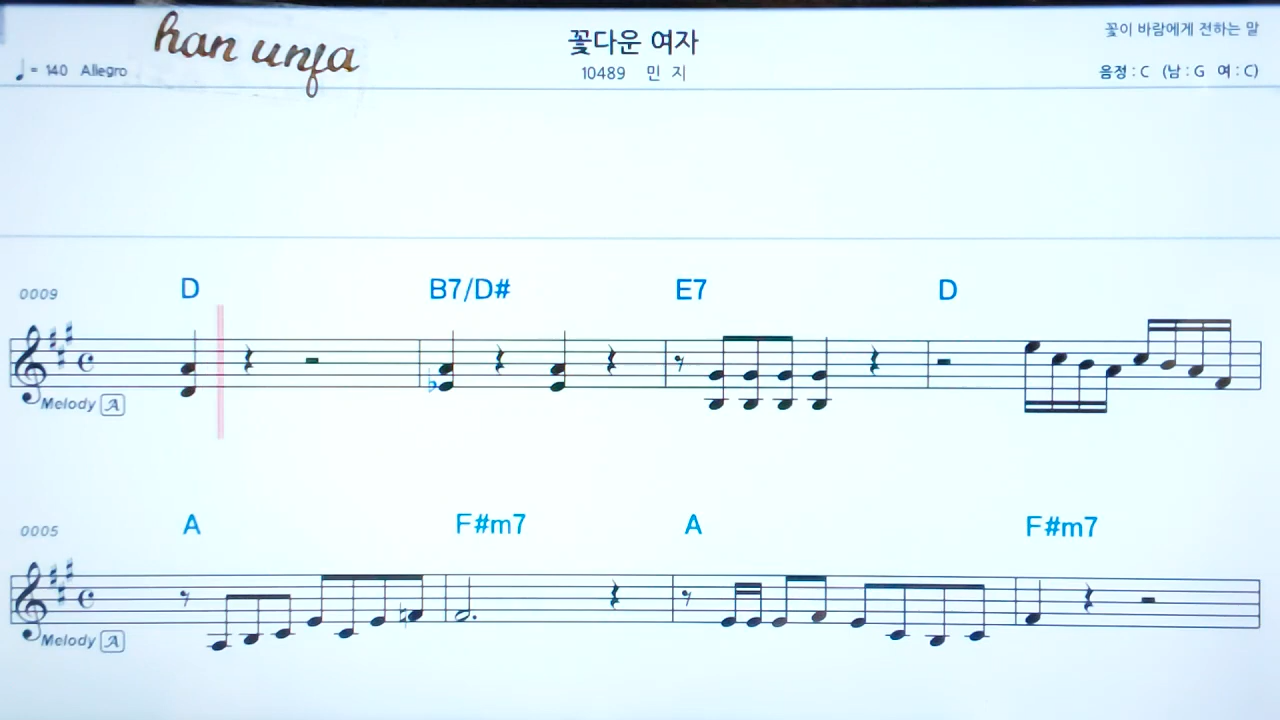 han unja
꽃다운 여자
꽃이 바람에게 전하는 말
♩= 140 Allegro
10489 민 지
음정 : C (남 : G 여 : C)
0009 D B7/D# E7 D
Melody A
0005 A F#m7 A F#m7
Melody A